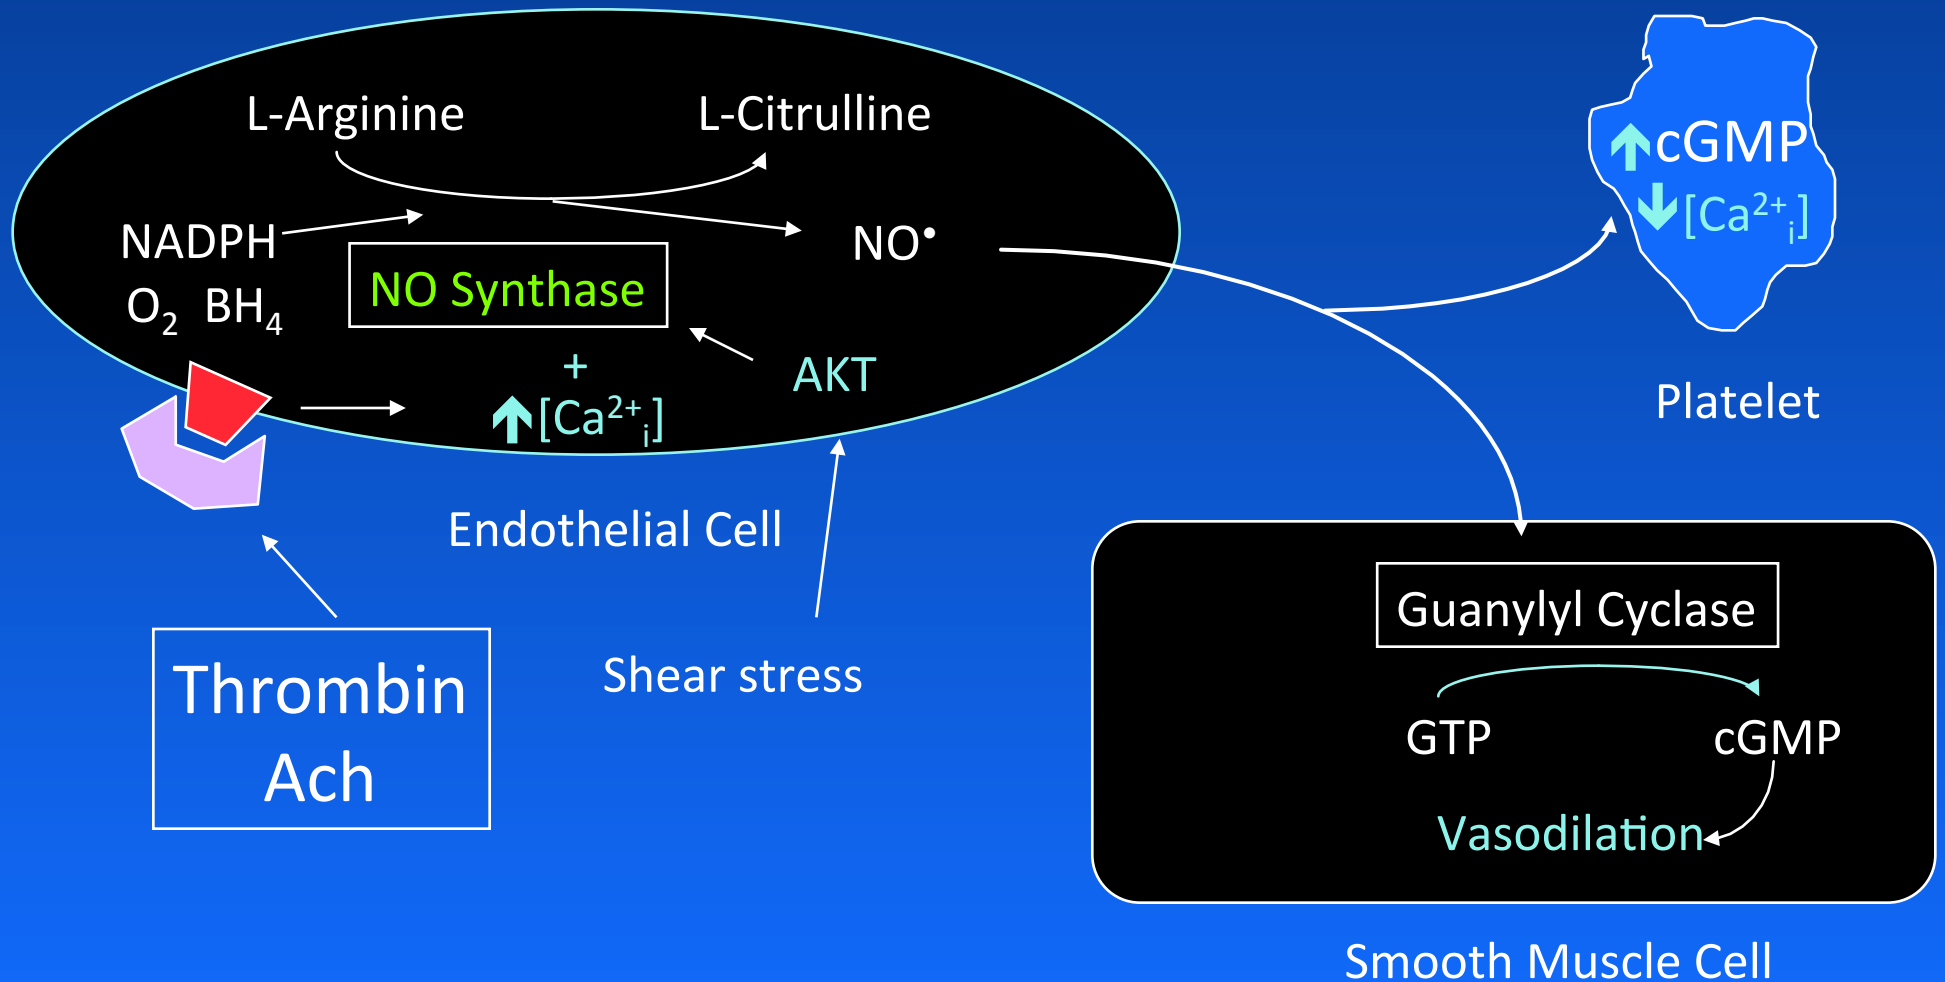 L-Arginine
L-Citrulline
NADPH
NO•
O2 BH4
NO Synthase
+
[Ca2+i]
AKT
Endothelial Cell
Thrombin
Ach
Shear stress
cGMP
[Ca2+i]
Platelet
Guanylyl Cyclase
GTP
cGMP
Vasodilation
Smooth Muscle Cell